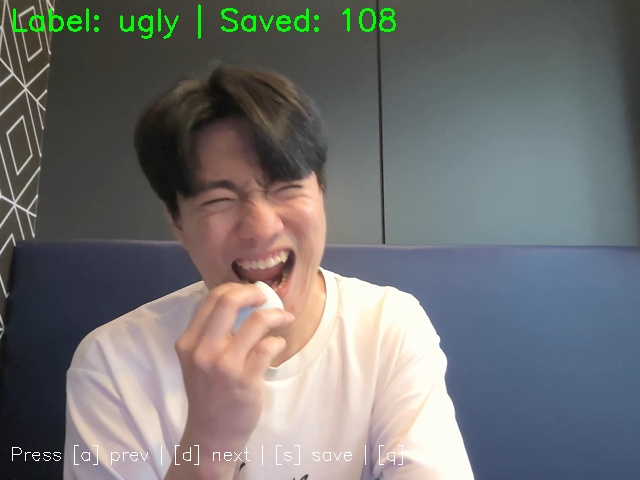 Label: ugly | Saved: 108
Press [a] prev | [d] next | [s] save | [q]